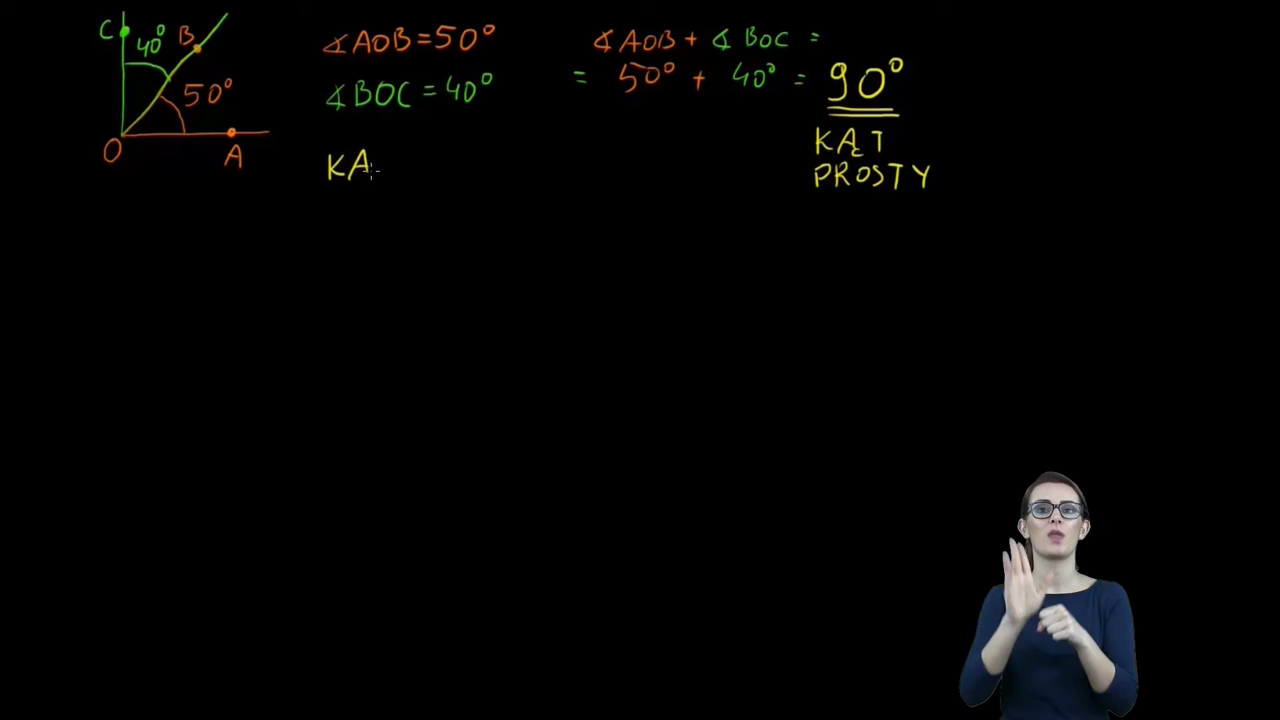 C
40°
B
50°
O
A
∢AOB=50°
∢BOC=40°
KA
∢AOB + ∢BOC =
= 50° + 40° = 90°
KĄT
PROSTY